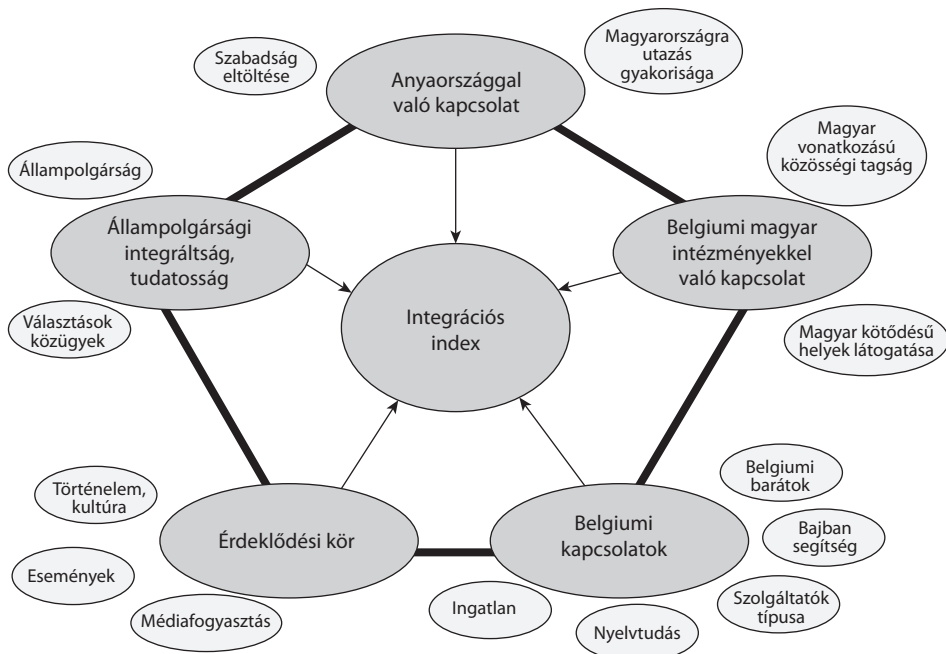 Szabadság
eltöltése
Anyaországgal
való kapcsolat
Magyarországra
utazás
gyakorisága
Állampolgárság
Magyar
vonatkozású
közösségi tagság
Állampolgársági
integráltság,
tudatosság
Belgiumi magyar
intézményekkel
való kapcsolat
Választások
közügyek
Integrációs
index
Magyar kötődésű
helyek látogatása
Történelem,
kultúra
Érdeklődési kör
Belgiumi
kapcsolatok
Belgiumi
barátok
Bajban
segítség
Események
Médiafogyasztás
Ingatlan
Nyelvtudás
Szolgáltatók
típusa